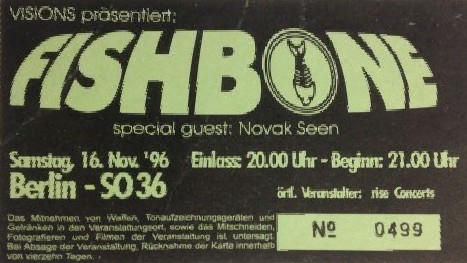 VISIONS präsentiert:
FISHBONE
special guest: Novak Seen
Samstag, 16. Nov. '96 Einlass: 20.00 Uhr - Beginn: 21.00 Uhr
Berlin - SO 36 örtl. Veranstalter: rise Concerts
Das Mitnehmen von Waffen, Tonaufzeichnungsgeräten und
Getränken in den Veranstaltungsort, sowie das Mitschneiden,
Fotografieren und Filmen der Veranstaltung ist untersagt.
Bei Absage der Veranstaltung, Rücknahme der Karte innerhalb
von vierzehn Tagen.
Nº 0499